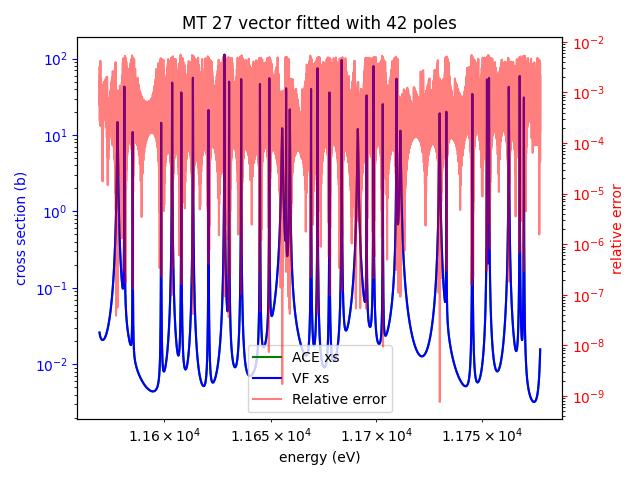 MT 27 vector fitted with 42 poles
10²
10¹
10⁰
10⁻¹
10⁻²
cross section (b)
10⁻²
10⁻³
10⁻⁴
10⁻⁵
10⁻⁶
10⁻⁷
10⁻⁸
10⁻⁹
relative error
ACE xs
VF xs
Relative error
1.16 × 10⁴ 1.165 × 10⁴ 1.17 × 10⁴ 1.175 × 10⁴
energy (eV)